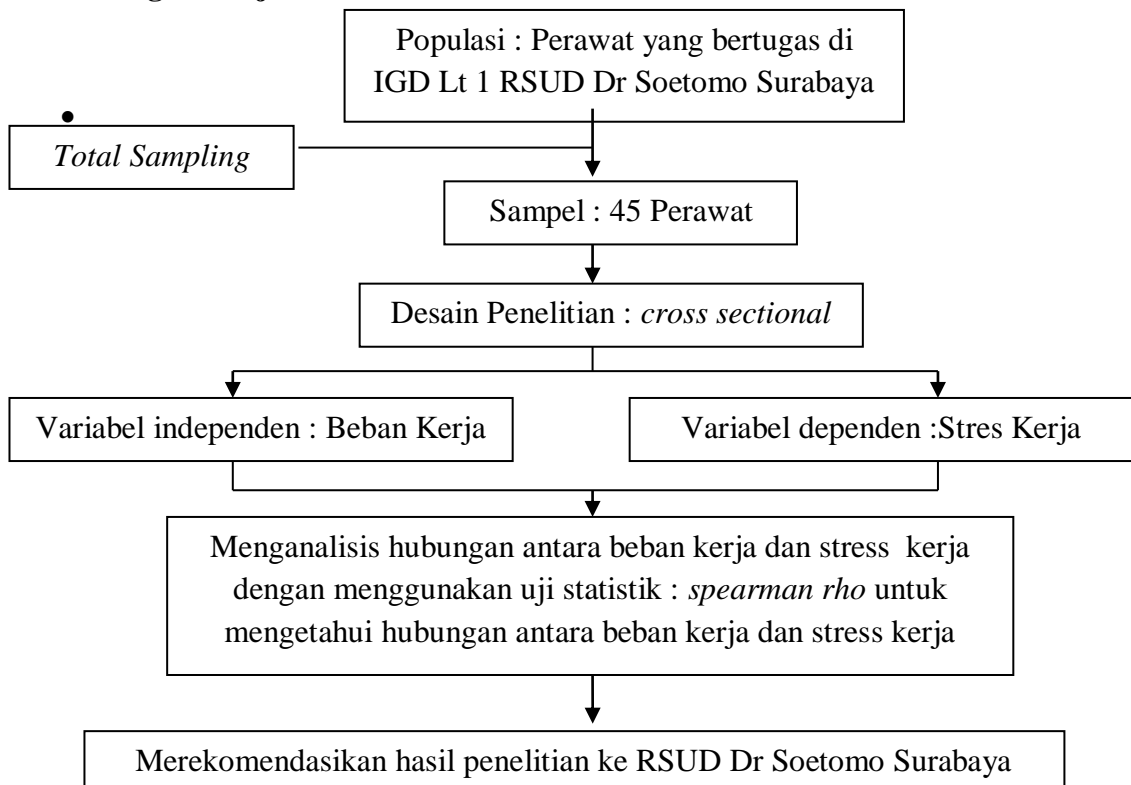 Populasi : Perawat yang bertugas di
IGD Lt 1 RSUD Dr Soetomo Surabaya
•
Total Sampling
Sampel : 45 Perawat
Desain Penelitian : cross sectional
Variabel independen : Beban Kerja
Variabel dependen :Stres Kerja
Menganalisis hubungan antara beban kerja dan stress kerja
dengan menggunakan uji statistik : spearman rho untuk
mengetahui hubungan antara beban kerja dan stress kerja
Merekomendasikan hasil penelitian ke RSUD Dr Soetomo Surabaya